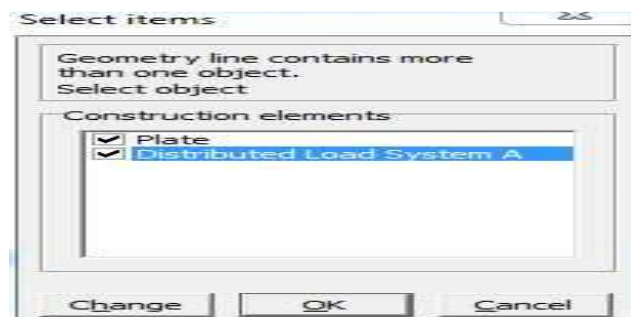 Select items
Geometry line contains more
than one object.
Select object
Construction elements
Plate
Distributed Load System A
Change
OK
Cancel